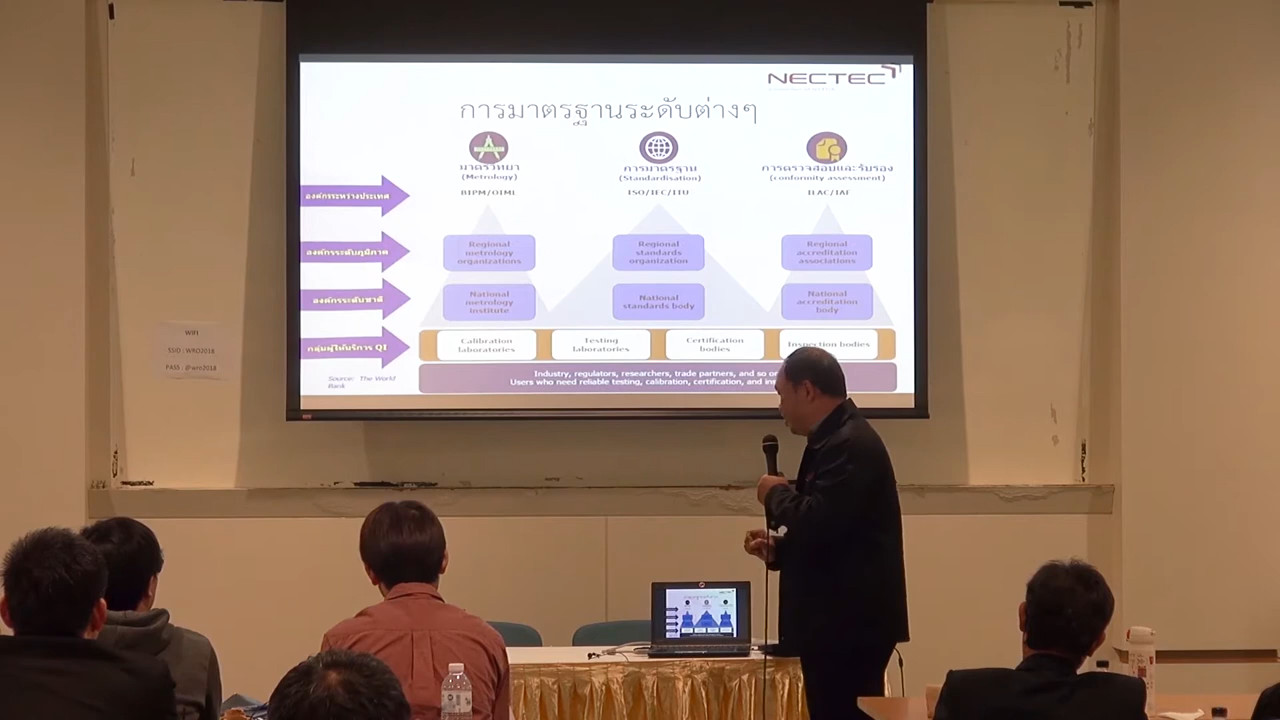 NECTEC
การมาตรฐานระดับต่างๆ
มาตรวิทยา
(Metrology)
BIPM/OIML
การมาตรฐาน
(Standardisation)
ISO/IEC/ITU
การตรวจสอบและรับรอง
(conformity assessment)
ILAC/IAF
องค์กรระหว่างประเทศ
องค์กรระดับภูมิภาค
Regional
metrology
organizations
Regional
standards
organization
Regional
accreditation
associations
องค์กรระดับชาติ
National
metrology
institute
National
standards body
National
accreditation
body
กลุ่มผู้ให้บริการ QI
Calibration
laboratories
Testing
laboratories
Certification
bodies
Inspection bodies
Industry, regulators, researchers, trade partners, and so
Users who need reliable testing, calibration, certification, and
Source: The World
Bank
WIFI
SSID : WRO2018
PASS : @wro2018